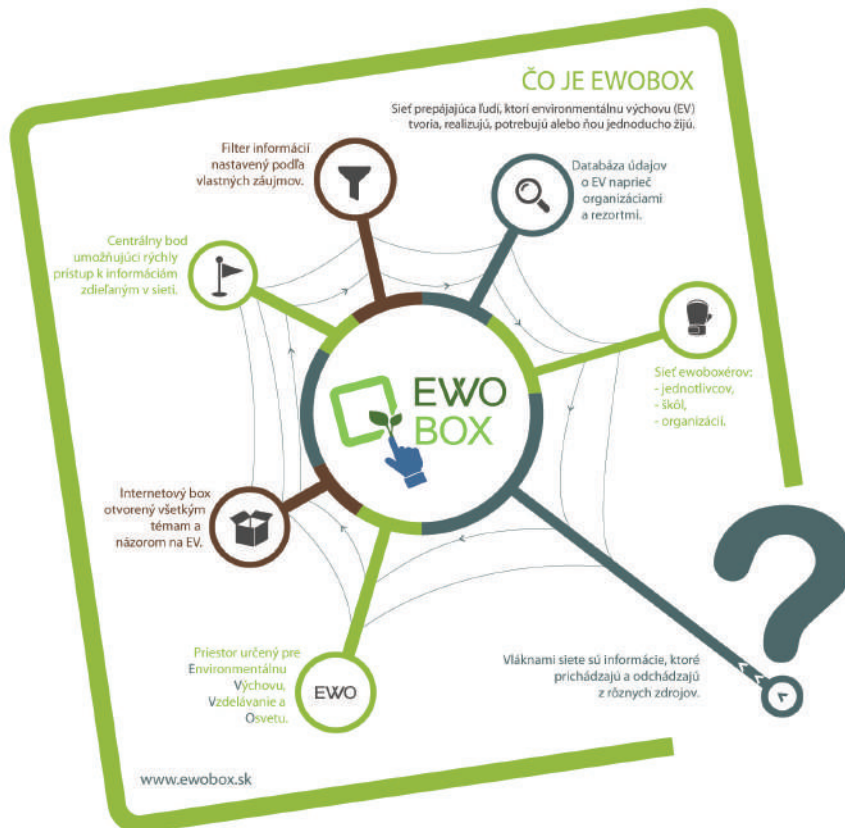 ČO JE EWOBOX
Sieť prepájajúca ľudí, ktorí environmentálnu výchovu (EV)
tvoria, realizujú, potrebujú alebo ňou jednoducho žijú.
Filter informácií
nastavený podľa
vlastných záujmov.
Databáza údajov
o EV naprieč
organizáciami
a rezortmi.
Centrálny bod
umožňujúci rýchly
prístup k informáciám
zdieľaným v sieti.
Sieť ewoboxérov:
- jednotlivcov,
- škôl,
- organizácií.
EWO
BOX
Internetový box
otvorený všetkým
témam a
názorom na EV.
Priestor určený pre
Environmentálnu
Výchovu,
Vzdelávanie a
Osvetu.
EWO
Vláknami siete sú informácie, ktoré
prichádzajú a odchádzajú
z rôznych zdrojov.
?
www.ewobox.sk